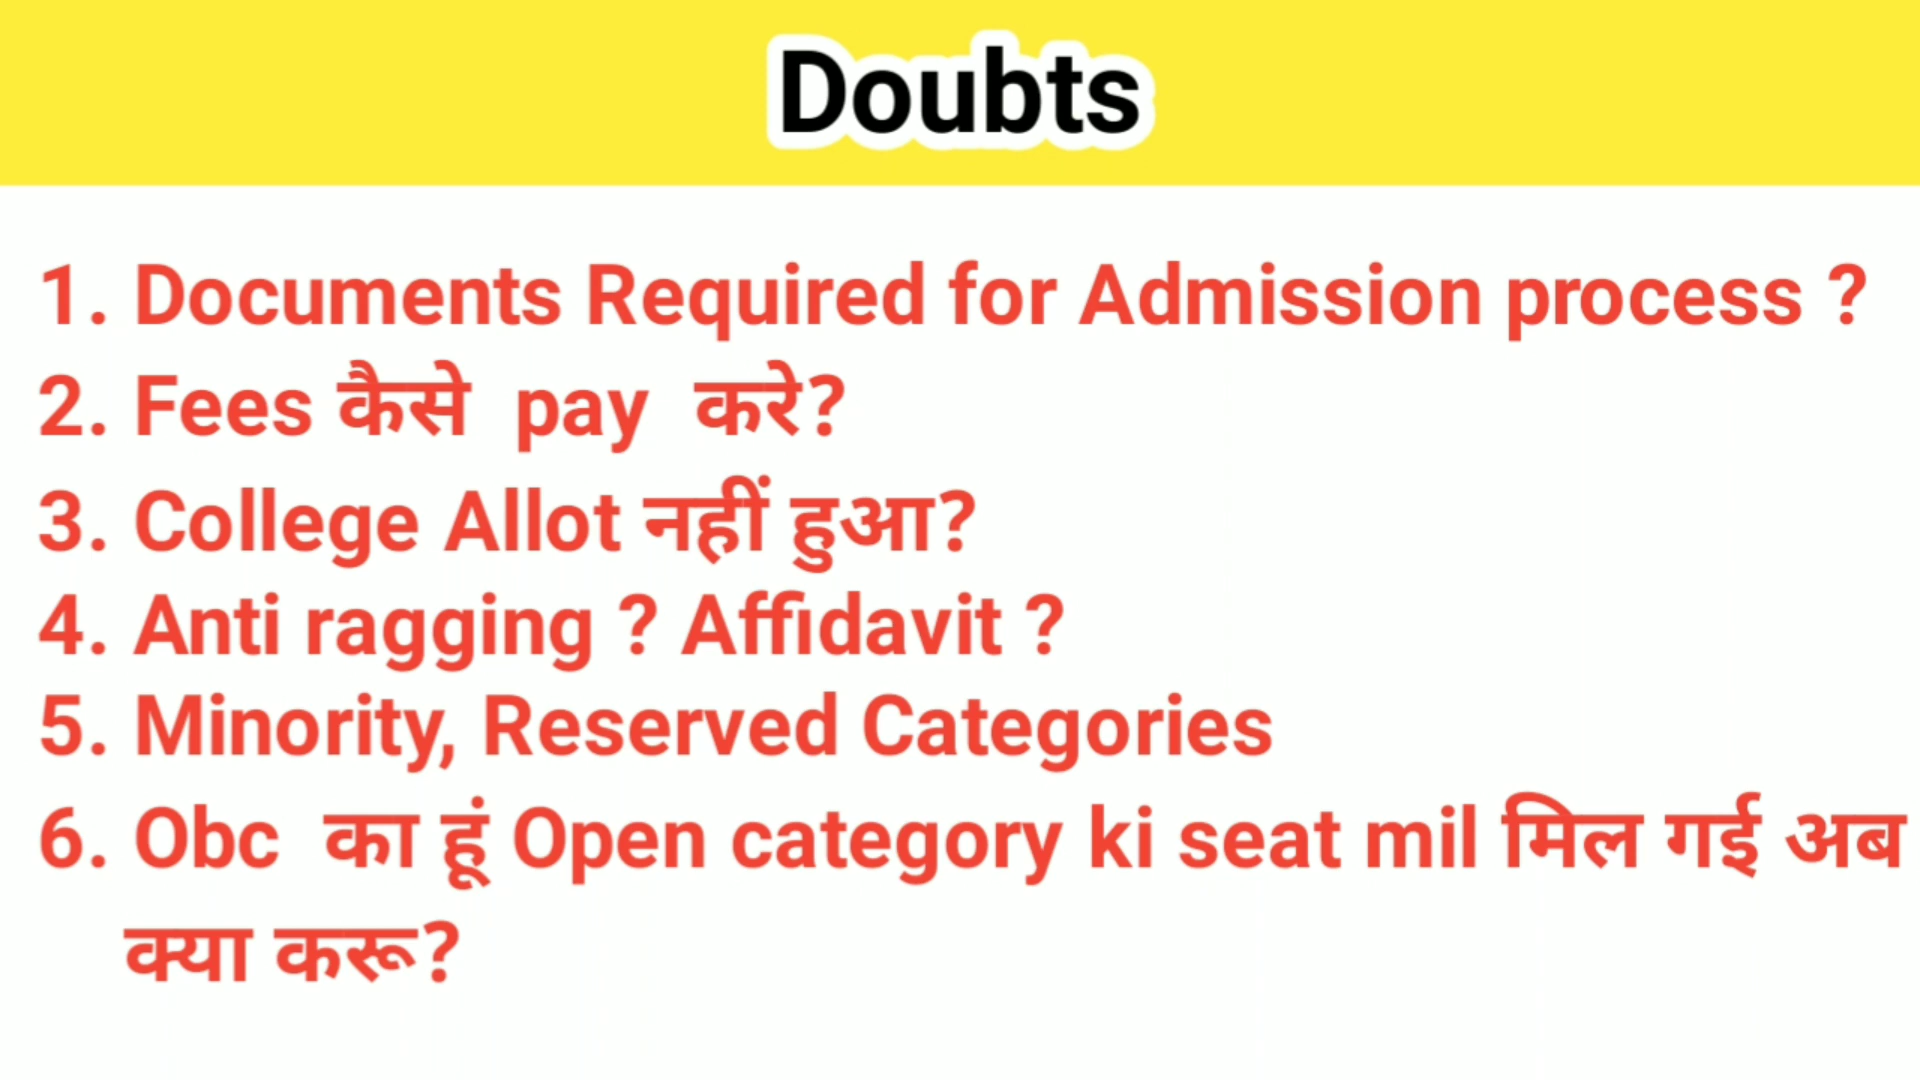 Doubts
1. Documents Required for Admission process ?
2. Fees कैसे pay करे?
3. College Allot नहीं हुआ?
4. Anti ragging ? Affidavit ?
5. Minority, Reserved Categories
6. Obc का हूं Open category ki seat mil मिल गई अब
क्या करू?